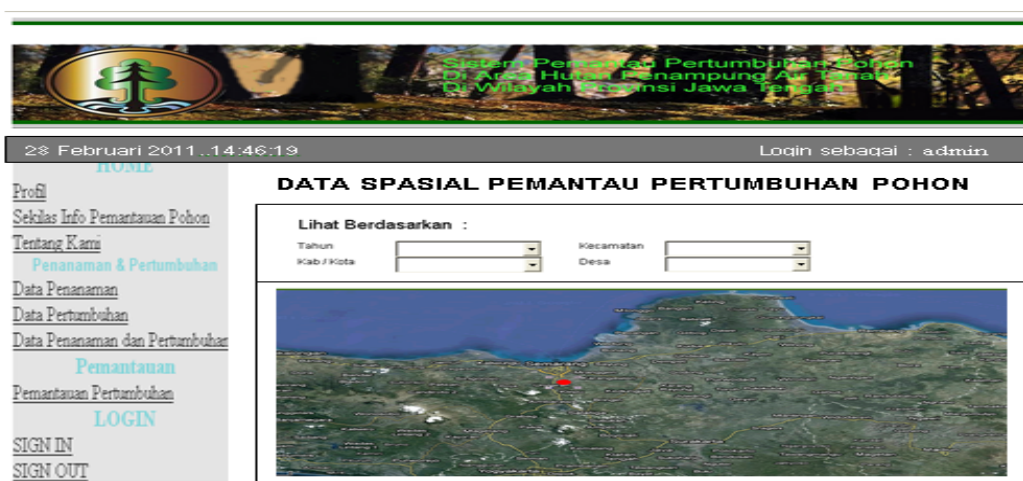 Sistem Pemantau Pertumbuhan Pohon
Di Area Hutan Penampung Air Tanah
Di Wilayah Provinsi Jawa Tengah
28 Februari 2011..14:46:19
Login sebagai : admin
HOME
Profil
Sekilas Info Pemantauan Pohon
Tentang Kami
Penanaman & Pertumbuhan
Data Penanaman
Data Pertumbuhan
Data Penanaman dan Pertumbuhan
Pemantauan
Pemantauan Pertumbuhan
LOGIN
SIGN IN
SIGN OUT
DATA SPASIAL PEMANTAU PERTUMBUHAN POHON
Lihat Berdasarkan :
Tahun
Kecamatan
Kab / Kota
Desa
Semarang